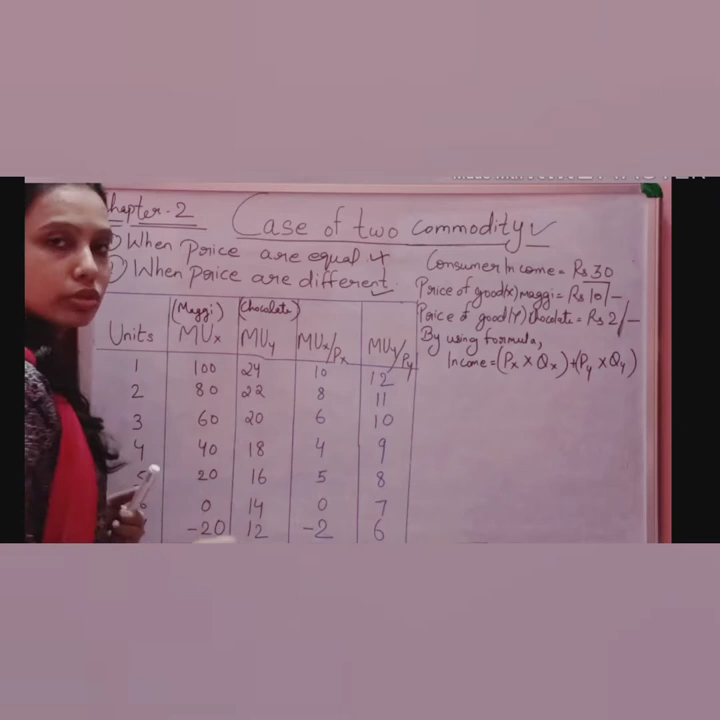 Chapter-2
Case of two commodity
1) When Price are equal
2) When Price are different
Consumer Income = Rs 30
Price of good(X) maggi = Rs 10/-
Price of good(Y) Chocolate = Rs 2/-
By using formula,
Income = (Px X Qx) + (Py X Qy)
(Maggi) (Chocolate)
Units MUx MUy MUx/Px MUy/Py
1 100 24 10 12
2 80 22 8 11
3 60 20 6 10
4 40 18 4 9
5 20 16 5 8
0 14 0 7
-20 12 -2 6